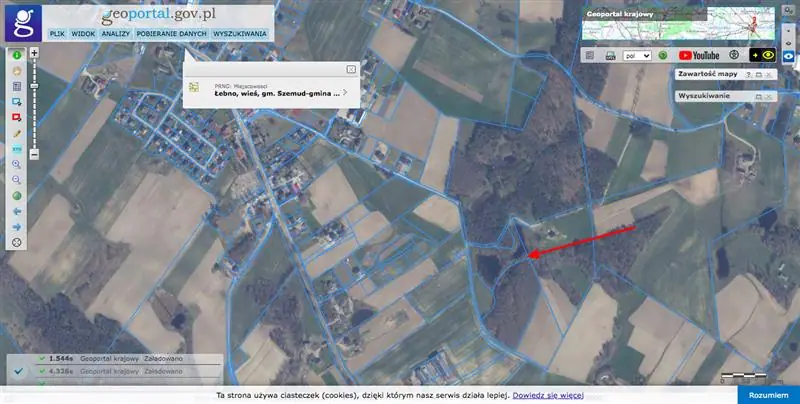 geoportal.gov.pl
PLIK WIDOK ANALIZY POBIERANIE DANYCH WYSZUKIWANIA
PRNG: Miejscowości
Łebno, wieś, gm. Szemud-gmina ...
Geoportal krajowy
pol
YouTube
Zawartość mapy ?
Wyszukiwanie
XYZ
1.544s Geoportal krajowy Załadowano
4.326s Geoportal krajowy Załadowano
Ta strona używa ciasteczek (cookies), dzięki którym nasz serwis działa lepiej. Dowiedz się więcej
Rozumiem